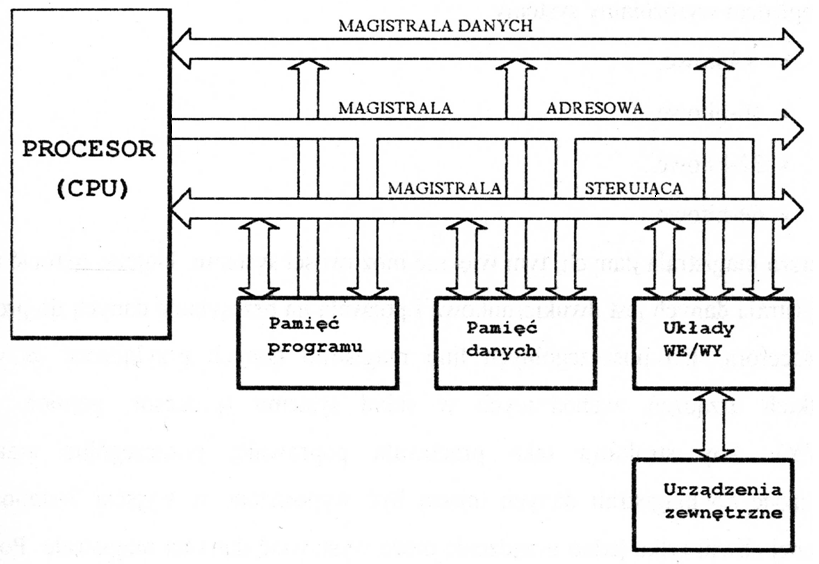 MAGISTRALA DANYCH
MAGISTRALA ADRESOWA
PROCESOR
(CPU)
MAGISTRALA STERUJĄCA
Pamięć
programu
Pamięć
danych
Układy
WE/WY
Urządzenia
zewnętrzne